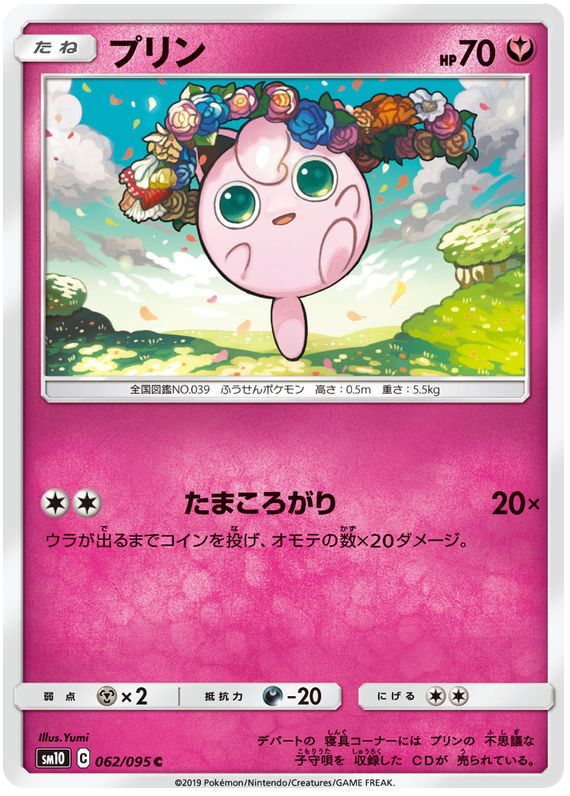 たね プリン HP70
全国図鑑NO.039 ふうせんポケモン 高さ：0.5m 重さ：5.5kg
たまころがり 20×
ウラが出るまでコインを投げ、オモテの数×20ダメージ。
弱点 ×2 抵抗力 -20 にげる
Illus.Yumi
SM10 C 062/095 C
デパートの 寝具コーナーには プリンの 不思議な
子守唄を 収録した CDが 売られている。
©2019 Pokémon/Nintendo/Creatures/GAME FREAK.